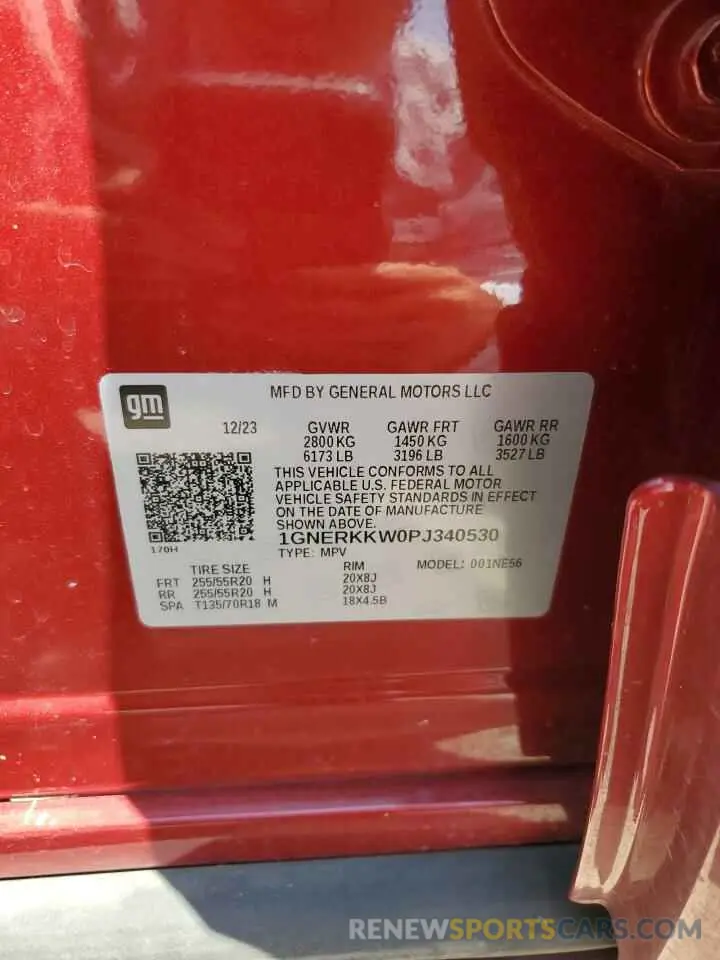 gm
MFD BY GENERAL MOTORS LLC
12/23 GVWR GAWR FRT GAWR RR
2800 KG 1450 KG 1600 KG
6173 LB 3196 LB 3527 LB
THIS VEHICLE CONFORMS TO ALL
APPLICABLE U.S. FEDERAL MOTOR
VEHICLE SAFETY STANDARDS IN EFFECT
ON THE DATE OF MANUFACTURE
SHOWN ABOVE.
1GNERKKW0PJ340530
170H
TYPE: MPV MODEL: 001NE56
TIRE SIZE RIM
FRT 255/55R20 H 20X8J
RR 255/55R20 H 20X8J
SPA T135/70R18 M 18X4.5B
RENEWSPORTSCARS.COM